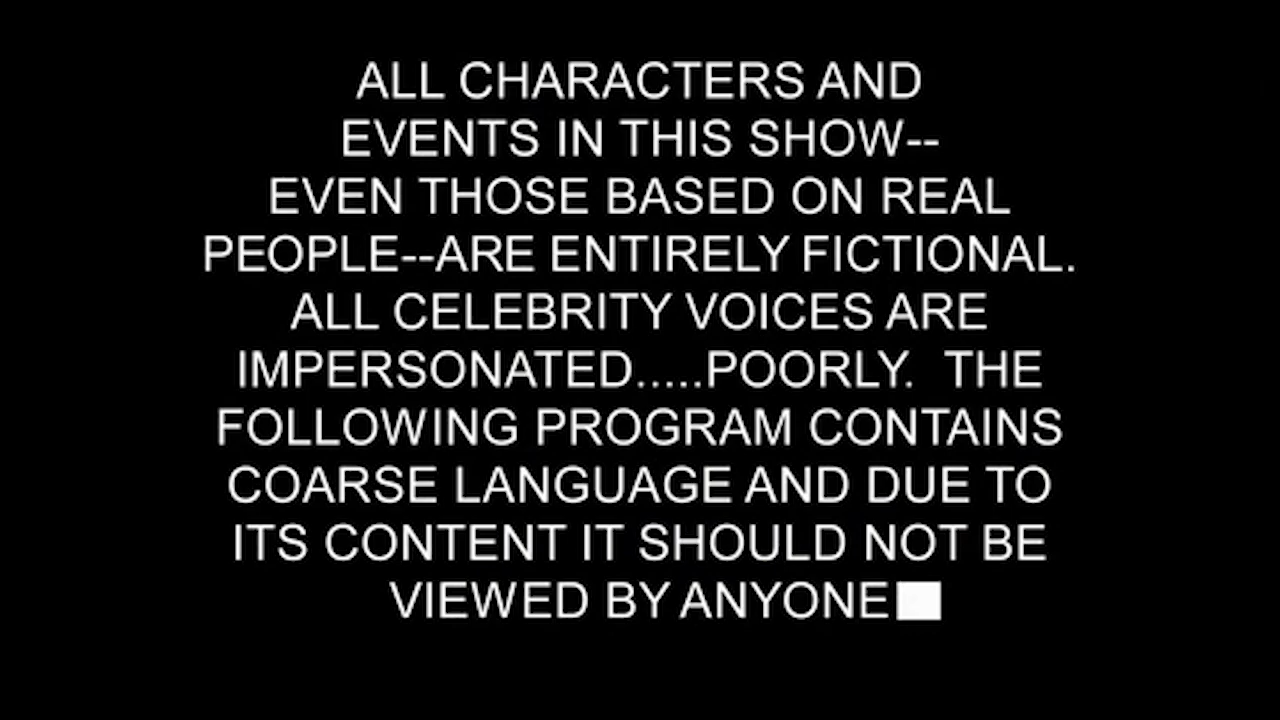 ALL CHARACTERS AND
EVENTS IN THIS SHOW--
EVEN THOSE BASED ON REAL
PEOPLE--ARE ENTIRELY FICTIONAL.
ALL CELEBRITY VOICES ARE
IMPERSONATED.....POORLY.  THE
FOLLOWING PROGRAM CONTAINS
COARSE LANGUAGE AND DUE TO
ITS CONTENT IT SHOULD NOT BE
VIEWED BY ANYONE■